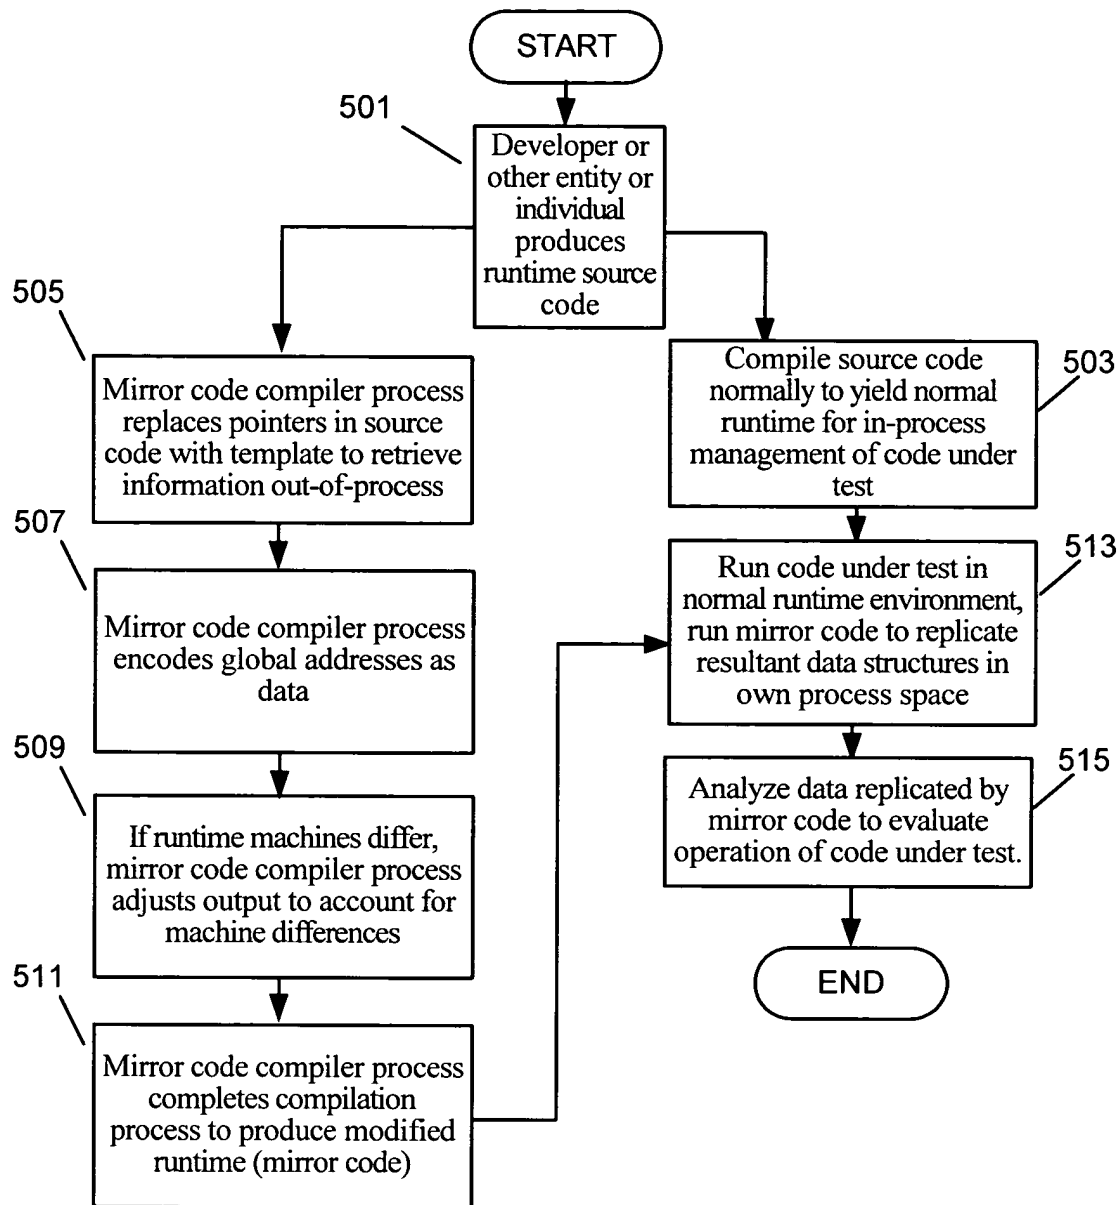 START
501
Developer or
other entity or
individual
produces
runtime source
code
505
Mirror code compiler process
replaces pointers in source
code with template to retrieve
information out-of-process
503
Compile source code
normally to yield normal
runtime for in-process
management of code under
test
507
Mirror code compiler process
encodes global addresses as
data
513
Run code under test in
normal runtime environment,
run mirror code to replicate
resultant data structures in
own process space
509
If runtime machines differ,
mirror code compiler process
adjusts output to account for
machine differences
515
Analyze data replicated by
mirror code to evaluate
operation of code under test.
511
Mirror code compiler process
completes compilation
process to produce modified
runtime (mirror code)
END